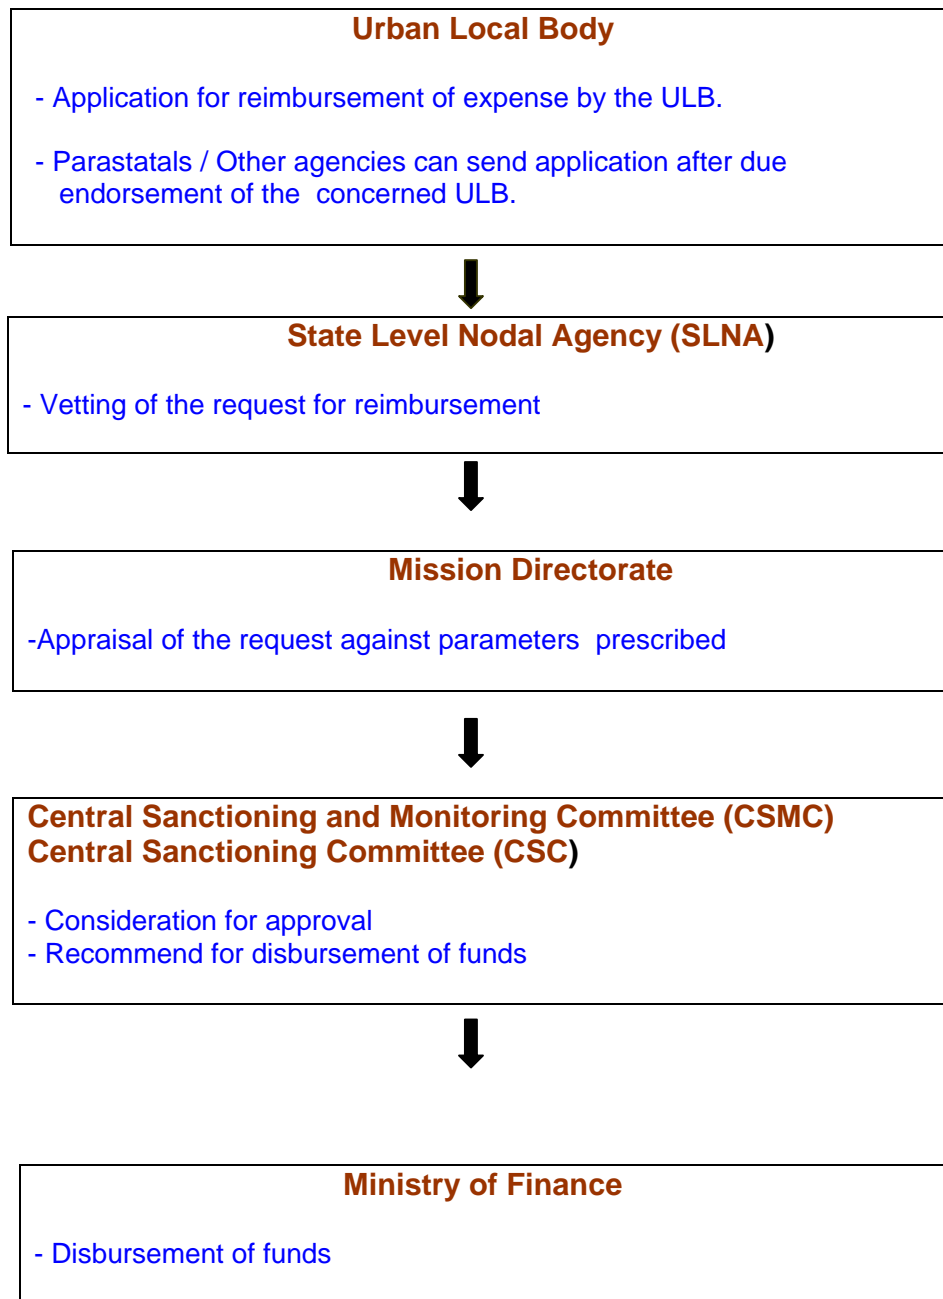 Urban Local Body
- Application for reimbursement of expense by the ULB.
- Parastatals / Other agencies can send application after due
endorsement of the concerned ULB.
State Level Nodal Agency (SLNA)
- Vetting of the request for reimbursement
Mission Directorate
-Appraisal of the request against parameters prescribed
Central Sanctioning and Monitoring Committee (CSMC)
Central Sanctioning Committee (CSC)
- Consideration for approval
- Recommend for disbursement of funds
Ministry of Finance
- Disbursement of funds